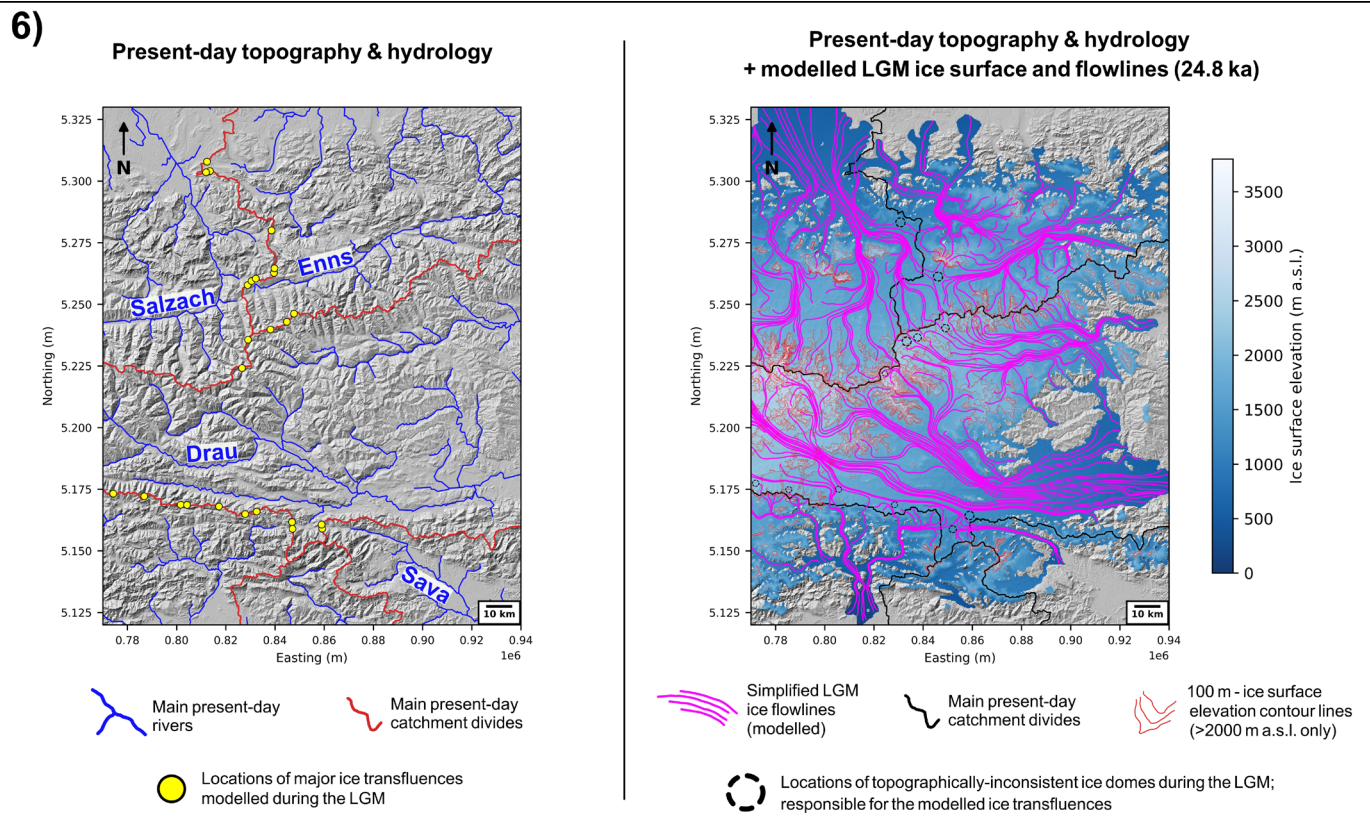 6)
Present-day topography & hydrology
5.325
5.300
5.275
5.250
5.225
5.200
5.175
5.150
5.125
Northing (m)
N
Enns
Salzach
Drau
Sava
10 km
0.78
0.80
0.82
0.84
0.86
0.88
0.90
0.92
0.94
Easting (m)
1e6
Main present-day
rivers
Main present-day
catchment divides
Locations of major ice transfluences
modelled during the LGM
Present-day topography & hydrology
+ modelled LGM ice surface and flowlines (24.8 ka)
5.325
5.300
5.275
5.250
5.225
5.200
5.175
5.150
5.125
Northing (m)
N
10 km
0.78
0.80
0.82
0.84
0.86
0.88
0.90
0.92
0.94
Easting (m)
1e6
3500
3000
2500
2000
1500
1000
500
0
Ice surface elevation (m a.s.l.)
Simplified LGM
ice flowlines
(modelled)
Main present-day
catchment divides
100 m - ice surface
elevation contour lines
(>2000 m a.s.l. only)
Locations of topographically-inconsistent ice domes during the LGM;
responsible for the modelled ice transfluences